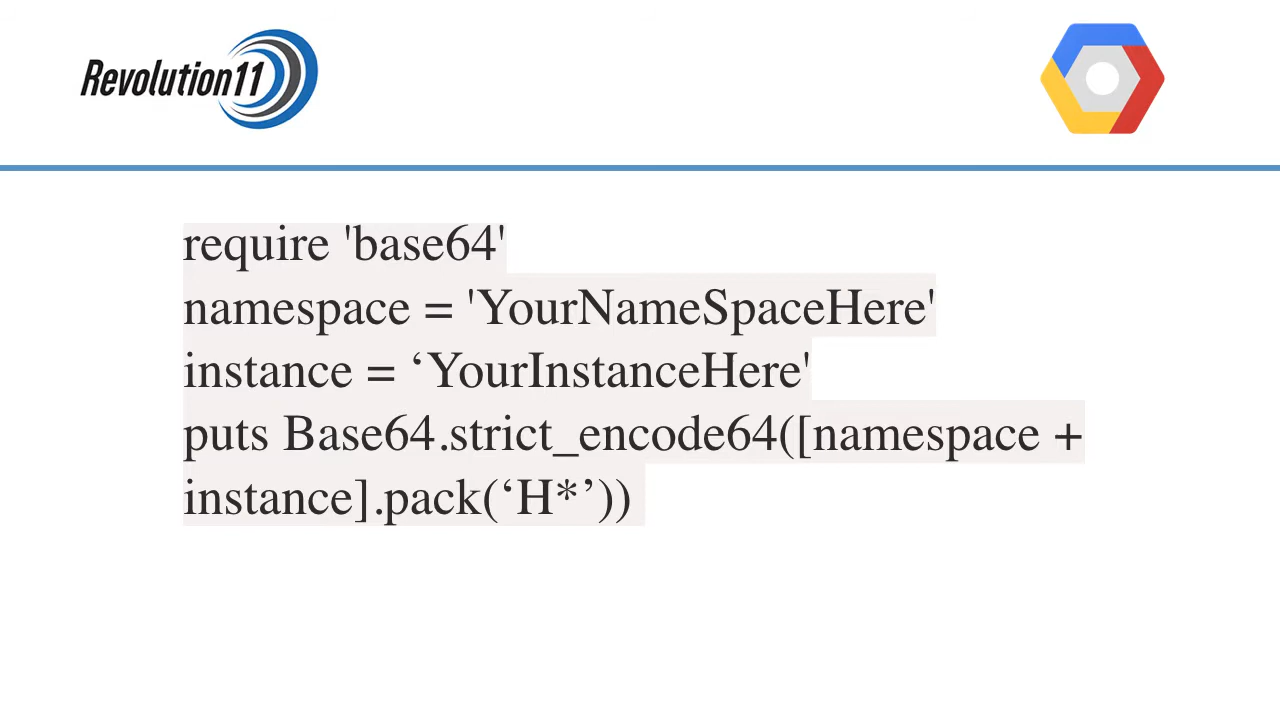 Revolution11
require 'base64'
namespace = 'YourNameSpaceHere'
instance = ‘YourInstanceHere'
puts Base64.strict_encode64([namespace +
instance].pack(‘H*’))